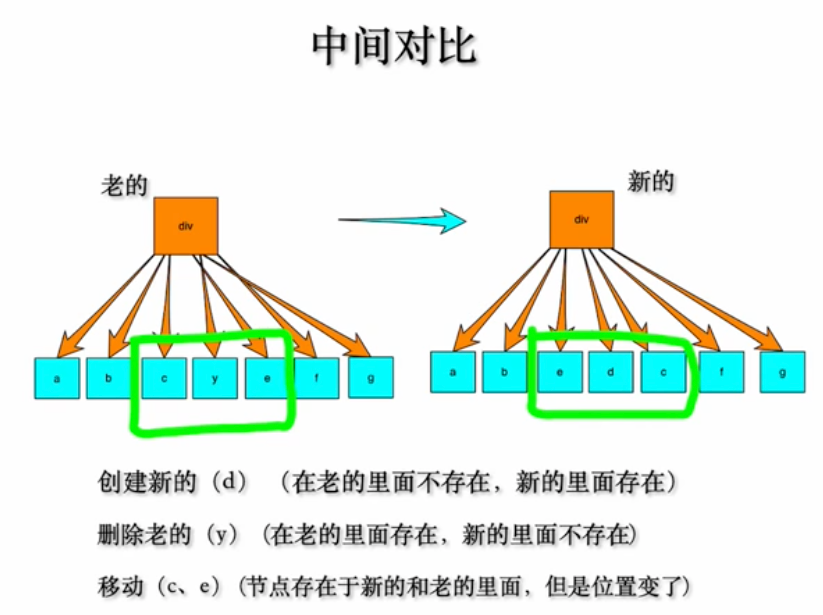 中间对比
老的
新的
div
div
a b c y e f g
a b e d c f g
创建新的（d）（在老的里面不存在，新的里面存在）
删除老的（y）(在老的里面存在，新的里面不存在)
移动（c、e）(节点存在于新的和老的里面，但是位置变了)